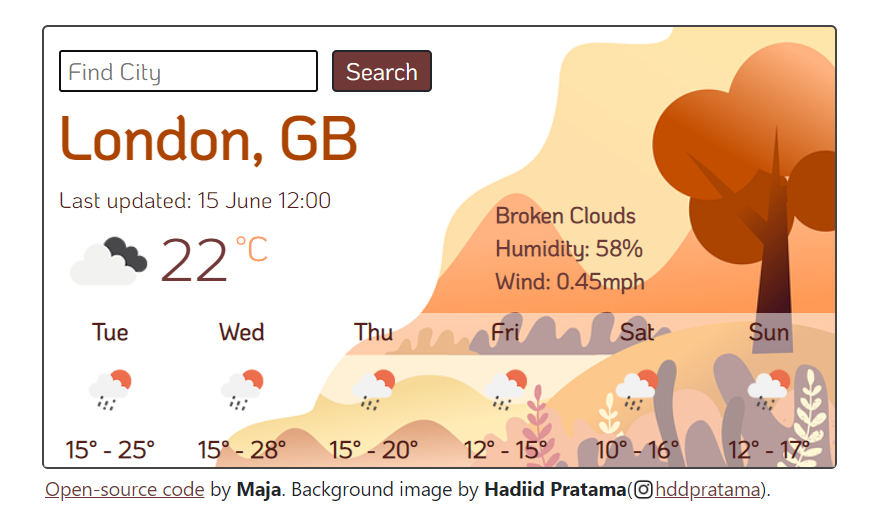 Find City
Search
London, GB
Last updated: 15 June 12:00
22 °C
Broken Clouds
Humidity: 58%
Wind: 0.45mph
Tue Wed Thu Fri Sat Sun
15° - 25° 15° - 28° 15° - 20° 12° - 15° 10° - 16° 12° - 17°
Open-source code by Maja. Background image by Hadiid Pratama(hddpratama).